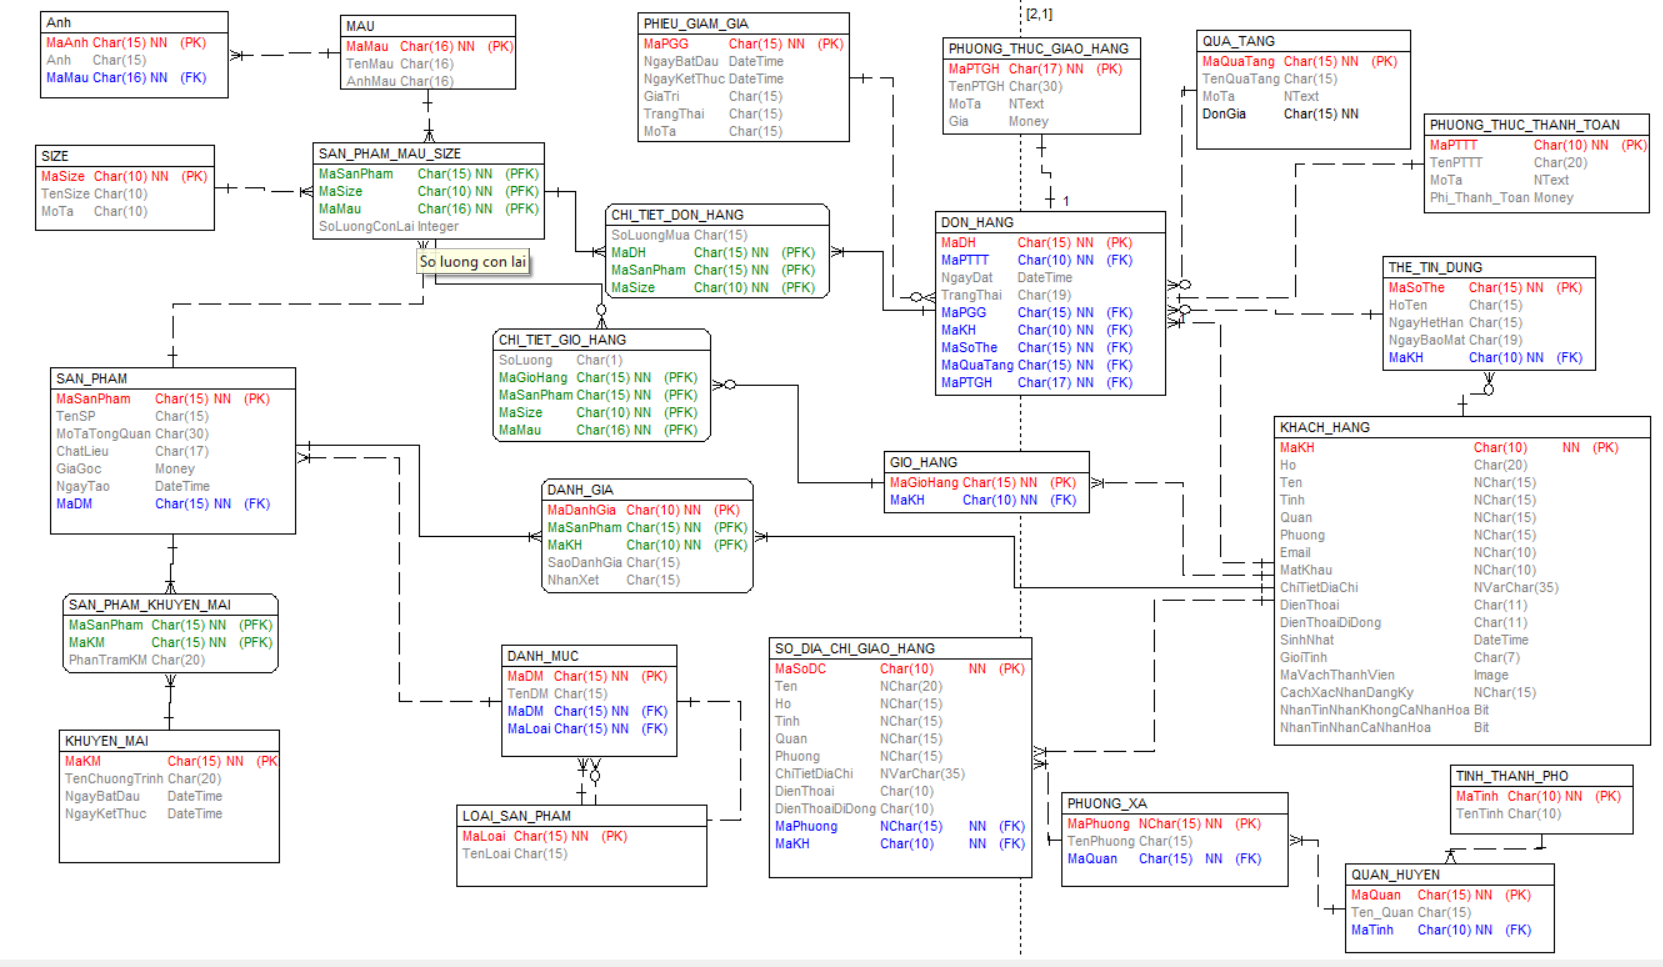 Anh
MaAnh Char(15) NN (PK)
Anh Char(15)
MaMau Char(16) NN (FK)
MAU
MaMau Char(16) NN (PK)
TenMau Char(16)
AnhMau Char(16)
PHIEU_GIAM_GIA
MaPGG Char(15) NN (PK)
NgayBatDau DateTime
NgayKetThuc DateTime
GiaTri Char(15)
TrangThai Char(15)
MoTa Char(15)
[2,1]
PHUONG_THUC_GIAO_HANG
MaPTGH Char(17) NN (PK)
TenPTGH Char(30)
MoTa NText
Gia Money
QUA_TANG
MaQuaTang Char(15) NN (PK)
TenQuaTang Char(15)
MoTa NText
DonGia Char(15) NN
PHUONG_THUC_THANH_TOAN
MaPTTT Char(10) NN (PK)
TenPTTT Char(20)
MoTa NText
Phi_Thanh_Toan Money
SIZE
MaSize Char(10) NN (PK)
TenSize Char(10)
MoTa Char(10)
SAN_PHAM_MAU_SIZE
MaSanPham Char(15) NN (PFK)
MaSize Char(10) NN (PFK)
MaMau Char(16) NN (PFK)
SoLuongConLai Integer
So luong con lai
CHI_TIET_DON_HANG
SoLuongMua Char(15)
MaDH Char(15) NN (PFK)
MaSanPham Char(15) NN (PFK)
MaSize Char(10) NN (PFK)
1
DON_HANG
MaDH Char(15) NN (PK)
MaPTTT Char(10) NN (FK)
NgayDat DateTime
TrangThai Char(19)
MaPGG Char(15) NN (FK)
MaKH Char(10) NN (FK)
MaSoThe Char(15) NN (FK)
MaQuaTang Char(15) NN (FK)
MaPTGH Char(17) NN (FK)
THE_TIN_DUNG
MaSoThe Char(15) NN (PK)
HoTen Char(15)
NgayHetHan Char(15)
NgayBaoMat Char(19)
MaKH Char(10) NN (FK)
CHI_TIET_GIO_HANG
SoLuong Char(1)
MaGioHang Char(15) NN (PFK)
MaSanPham Char(15) NN (PFK)
MaSize Char(10) NN (PFK)
MaMau Char(16) NN (PFK)
SAN_PHAM
MaSanPham Char(15) NN (PK)
TenSP Char(15)
MoTaTongQuan Char(30)
ChatLieu Char(17)
GiaGoc Money
NgayTao DateTime
MaDM Char(15) NN (FK)
GIO_HANG
MaGioHang Char(15) NN (PK)
MaKH Char(10) NN (FK)
KHACH_HANG
MaKH Char(10) NN (PK)
Ho Char(20)
Ten NChar(15)
Tinh NChar(15)
Quan NChar(15)
Phuong NChar(15)
Email NChar(10)
MatKhau NChar(10)
ChiTietDiaChi NVarChar(35)
DienThoai Char(11)
DienThoaiDiDong Char(11)
SinhNhat DateTime
GioiTinh Char(7)
MaVachThanhVien Image
CachXacNhanDangKy NChar(15)
NhanTinNhanKhongCaNhanHoa Bit
NhanTinNhanCaNhanHoa Bit
DANH_GIA
MaDanhGia Char(10) NN (PK)
MaSanPham Char(15) NN (PFK)
MaKH Char(10) NN (PFK)
SaoDanhGia Char(15)
NhanXet Char(15)
SAN_PHAM_KHUYEN_MAI
MaSanPham Char(15) NN (PFK)
MaKM Char(15) NN (PFK)
PhanTramKM Char(20)
KHUYEN_MAI
MaKM Char(15) NN (PK
TenChuongTrinh Char(20)
NgayBatDau DateTime
NgayKetThuc DateTime
DANH_MUC
MaDM Char(15) NN (PK)
TenDM Char(15)
MaDM Char(15) NN (FK)
MaLoai Char(15) NN (FK)
LOAI_SAN_PHAM
MaLoai Char(15) NN (PK)
TenLoai Char(15)
SO_DIA_CHI_GIAO_HANG
MaSoDC Char(10) NN (PK)
Ten NChar(20)
Ho NChar(15)
Tinh NChar(15)
Quan NChar(15)
Phuong NChar(15)
ChiTietDiaChi NVarChar(35)
DienThoai Char(10)
DienThoaiDiDong Char(10)
MaPhuong NChar(15) NN (FK)
MaKH Char(10) NN (FK)
PHUONG_XA
MaPhuong NChar(15) NN (PK)
TenPhuong Char(15)
MaQuan Char(15) NN (FK)
TINH_THANH_PHO
MaTinh Char(10) NN (PK)
TenTinh Char(10)
QUAN_HUYEN
MaQuan Char(15) NN (PK)
Ten_Quan Char(15)
MaTinh Char(10) NN (FK)